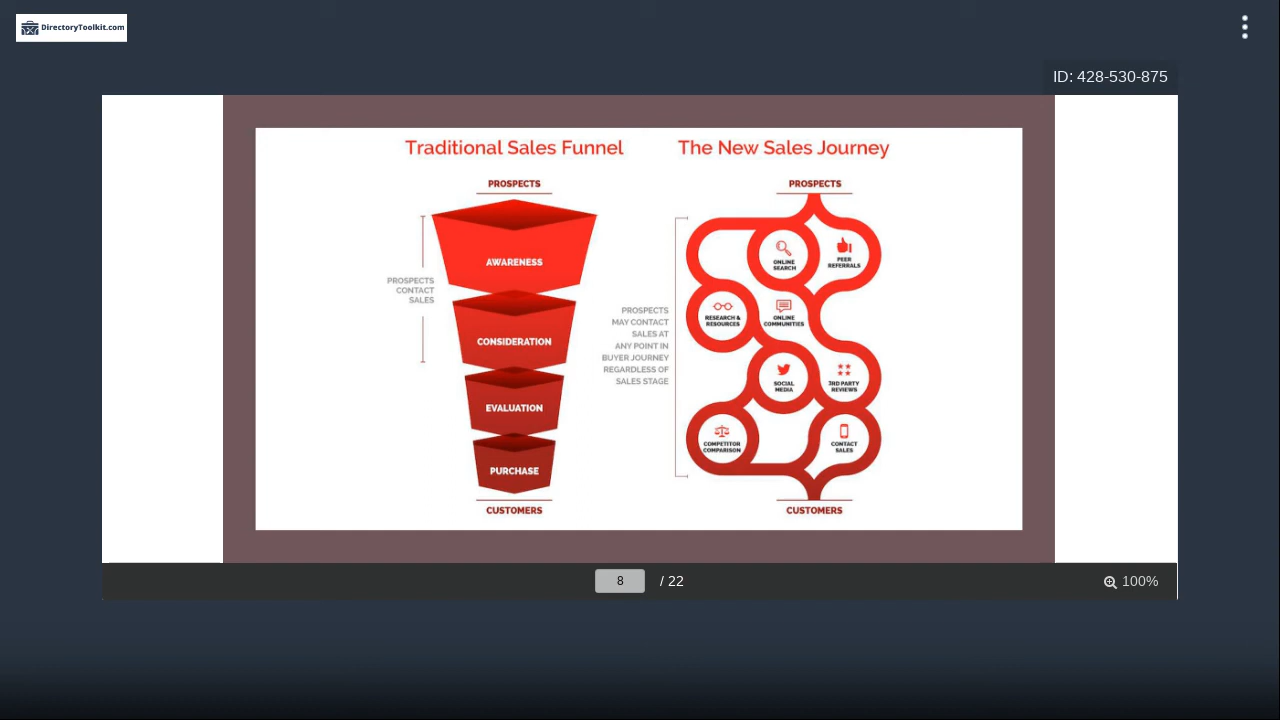 DirectoryToolkit.com
ID: 428-530-875
Traditional Sales Funnel
PROSPECTS
AWARENESS
PROSPECTS
CONTACT
SALES
CONSIDERATION
EVALUATION
PURCHASE
CUSTOMERS
The New Sales Journey
PROSPECTS
ONLINE
SEARCH
PEER
REFERRALS
RESEARCH &
RESOURCES
ONLINE
COMMUNITIES
PROSPECTS
MAY CONTACT
SALES AT
ANY POINT IN
BUYER JOURNEY
REGARDLESS OF
SALES STAGE
SOCIAL
MEDIA
3RD PARTY
REVIEWS
COMPETITOR
COMPARISON
CONTACT
SALES
CUSTOMERS
8 / 22
100%